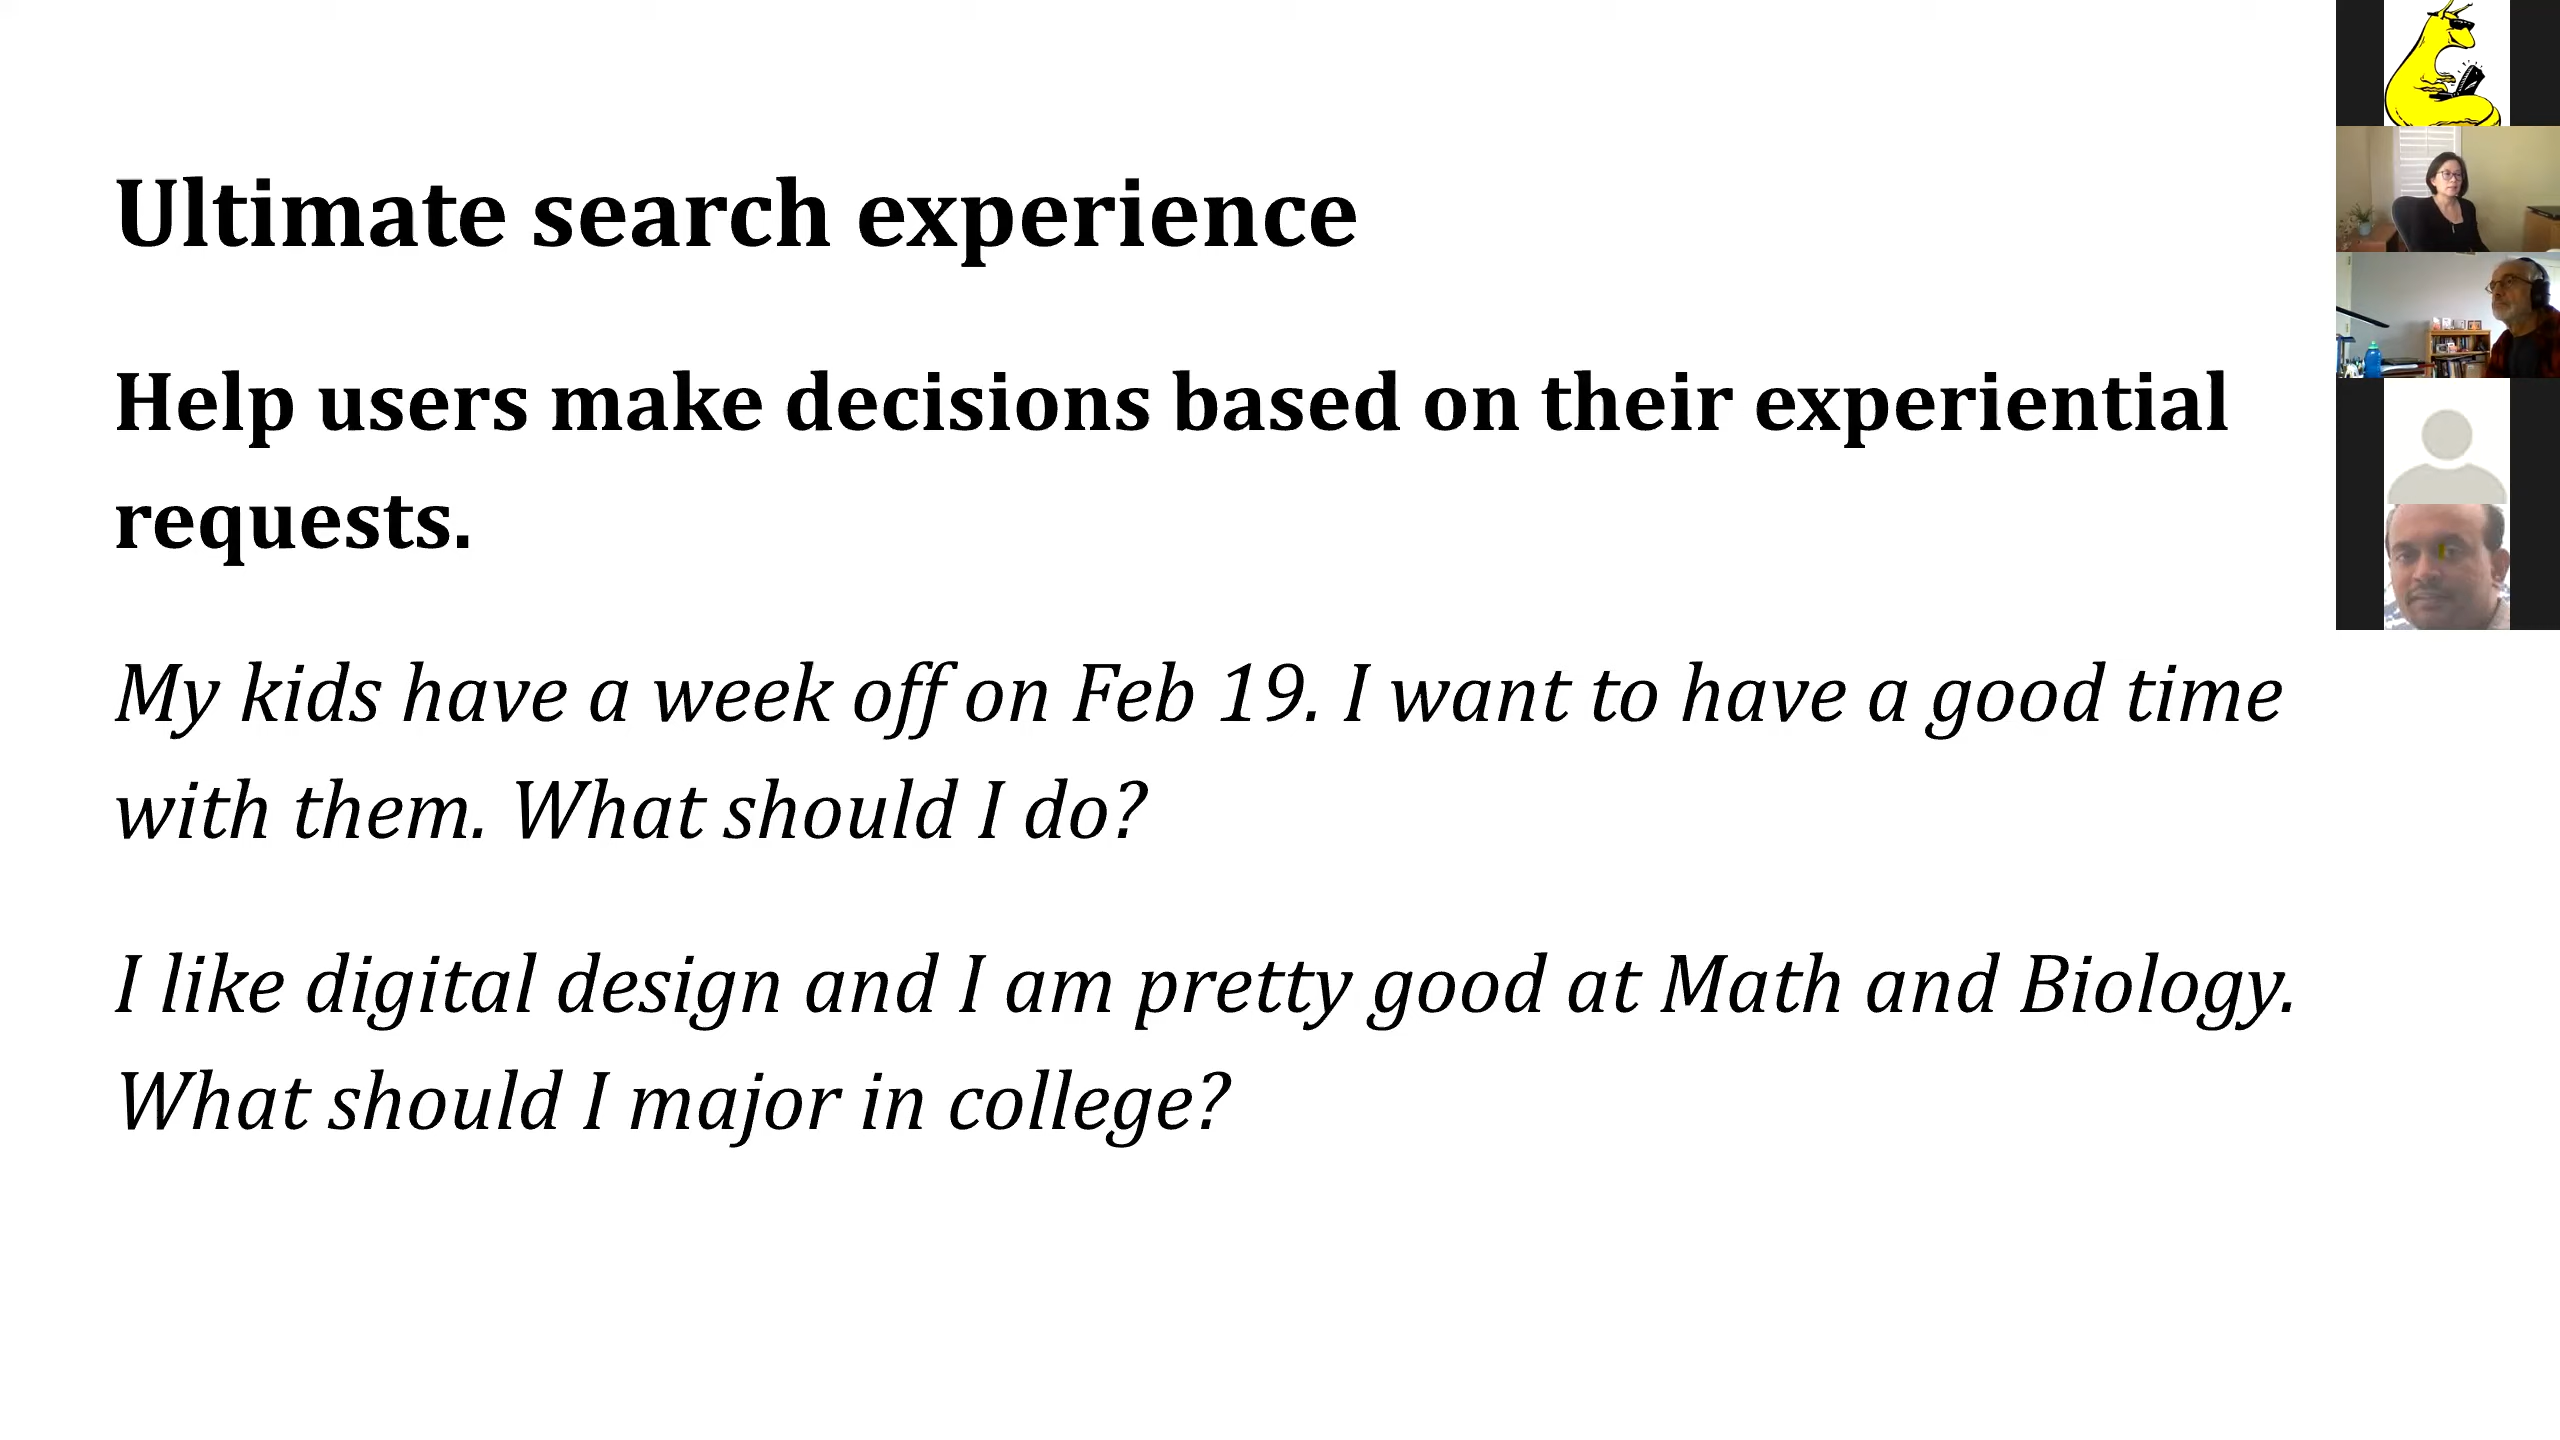 Ultimate search experience
Help users make decisions based on their experiential
requests.
My kids have a week off on Feb 19. I want to have a good time
with them. What should I do?
I like digital design and I am pretty good at Math and Biology.
What should I major in college?